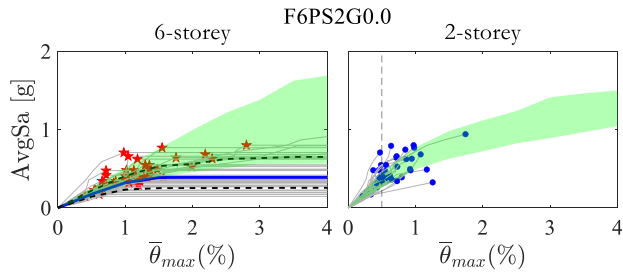 F6PS2G0.0
6-storey
2-storey
AvgSa [g]
2
1
0
0 1 2 3 4
0 1 2 3 4
θ̅max(%)
θ̅max(%)